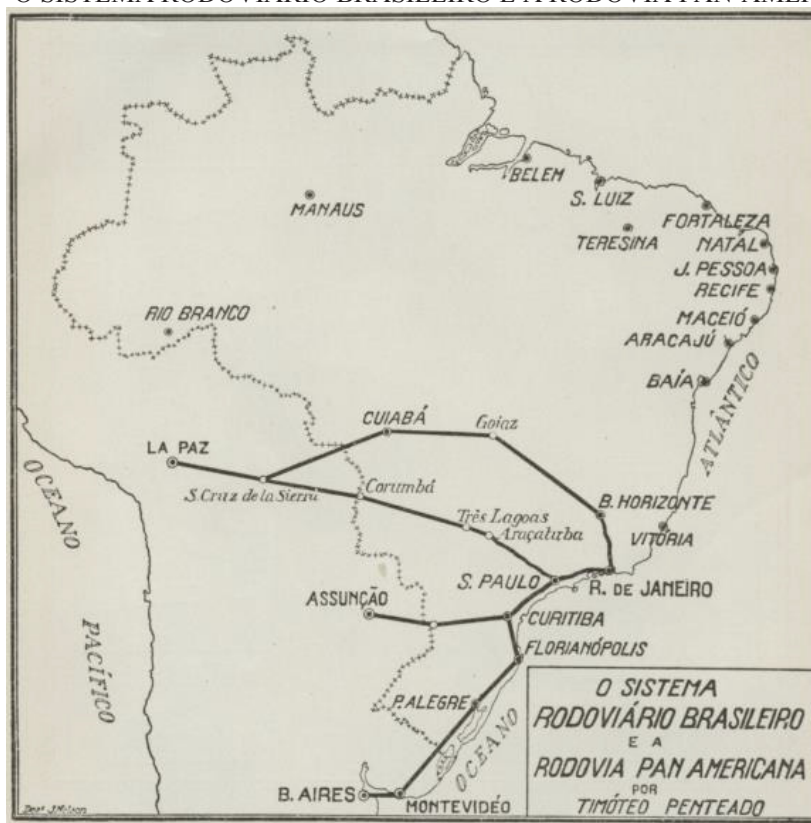 O SISTEMA RODOVIÁRIO BRASILEIRO E A RODOVIA PAN-AME
BELEM
S. LUIZ
MANAUS
FORTALEZA
TERESINA
NATAL
J. PESSOA
RECIFE
RIO BRANCO
MACEIÓ
ARACAJÚ
BAÍA
ATLÂNTICO
CUIABÁ
Goiaz
LA PAZ
OCEANO
S. Cruz de la Sierra
Corumbá
B. HORIZONTE
Três Lagoas
VITÓRIA
Araçatuba
S. PAULO
R. DE JANEIRO
ASSUNÇÃO
CURITIBA
PACÍFICO
FLORIANÓPOLIS
P. ALEGRE
OCEANO
B. AIRES
MONTEVIDÉO
O SISTEMA
RODOVIÁRIO BRASILEIRO
E A
RODOVIA PAN AMERICANA
POR
TIMÓTEO PENTEADO